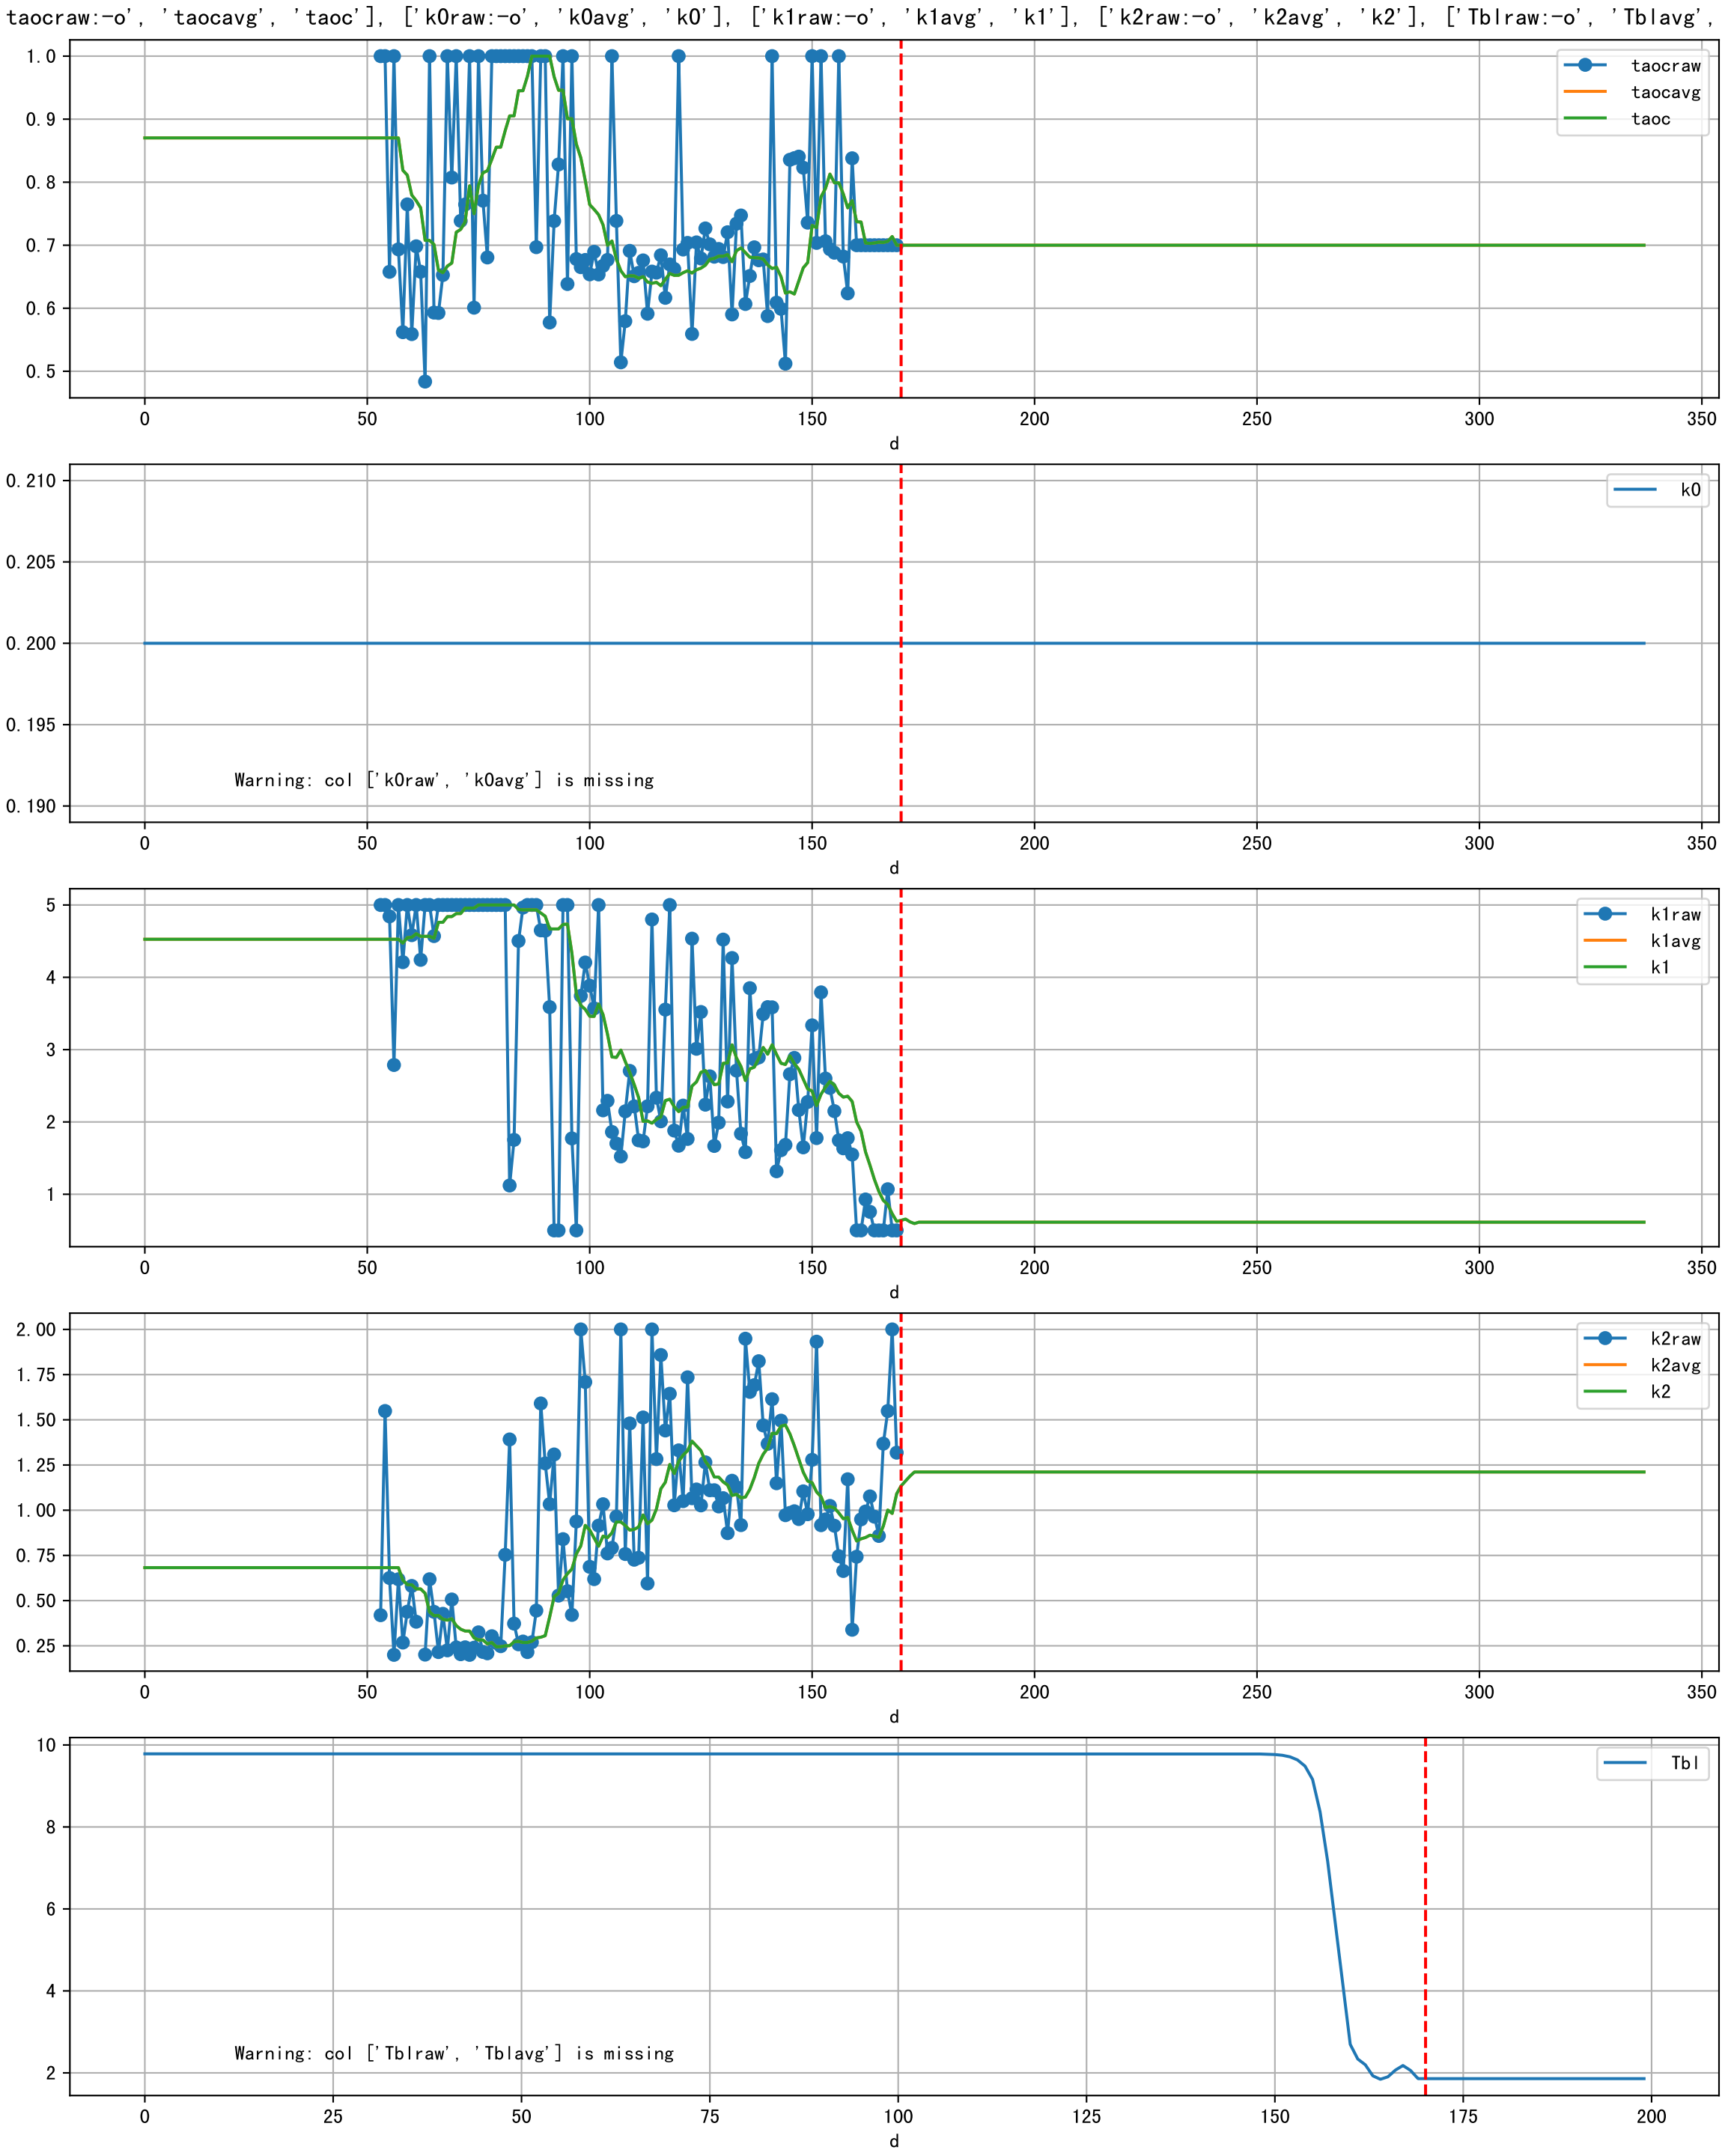 taocraw:-o', 'taocavg', 'taoc'], ['k0raw:-o', 'k0avg', 'k0'], ['k1raw:-o', 'k1avg', 'k1'], ['k2raw:-o', 'k2avg', 'k2'], ['Tblraw:-o', 'Tblavg',
1.0
0.9
0.8
0.7
0.6
0.5
taocraw
taocavg
taoc
0 50 100 150 200 250 300 350
d
0.210
0.205
0.200
0.195
0.190
k0
Warning: col ['k0raw', 'k0avg'] is missing
0 50 100 150 200 250 300 350
d
5
4
3
2
1
k1raw
k1avg
k1
0 50 100 150 200 250 300 350
d
2.00
1.75
1.50
1.25
1.00
0.75
0.50
0.25
k2raw
k2avg
k2
0 50 100 150 200 250 300 350
d
10
8
6
4
2
Tbl
Warning: col ['Tblraw', 'Tblavg'] is missing
0 25 50 75 100 125 150 175 200
d